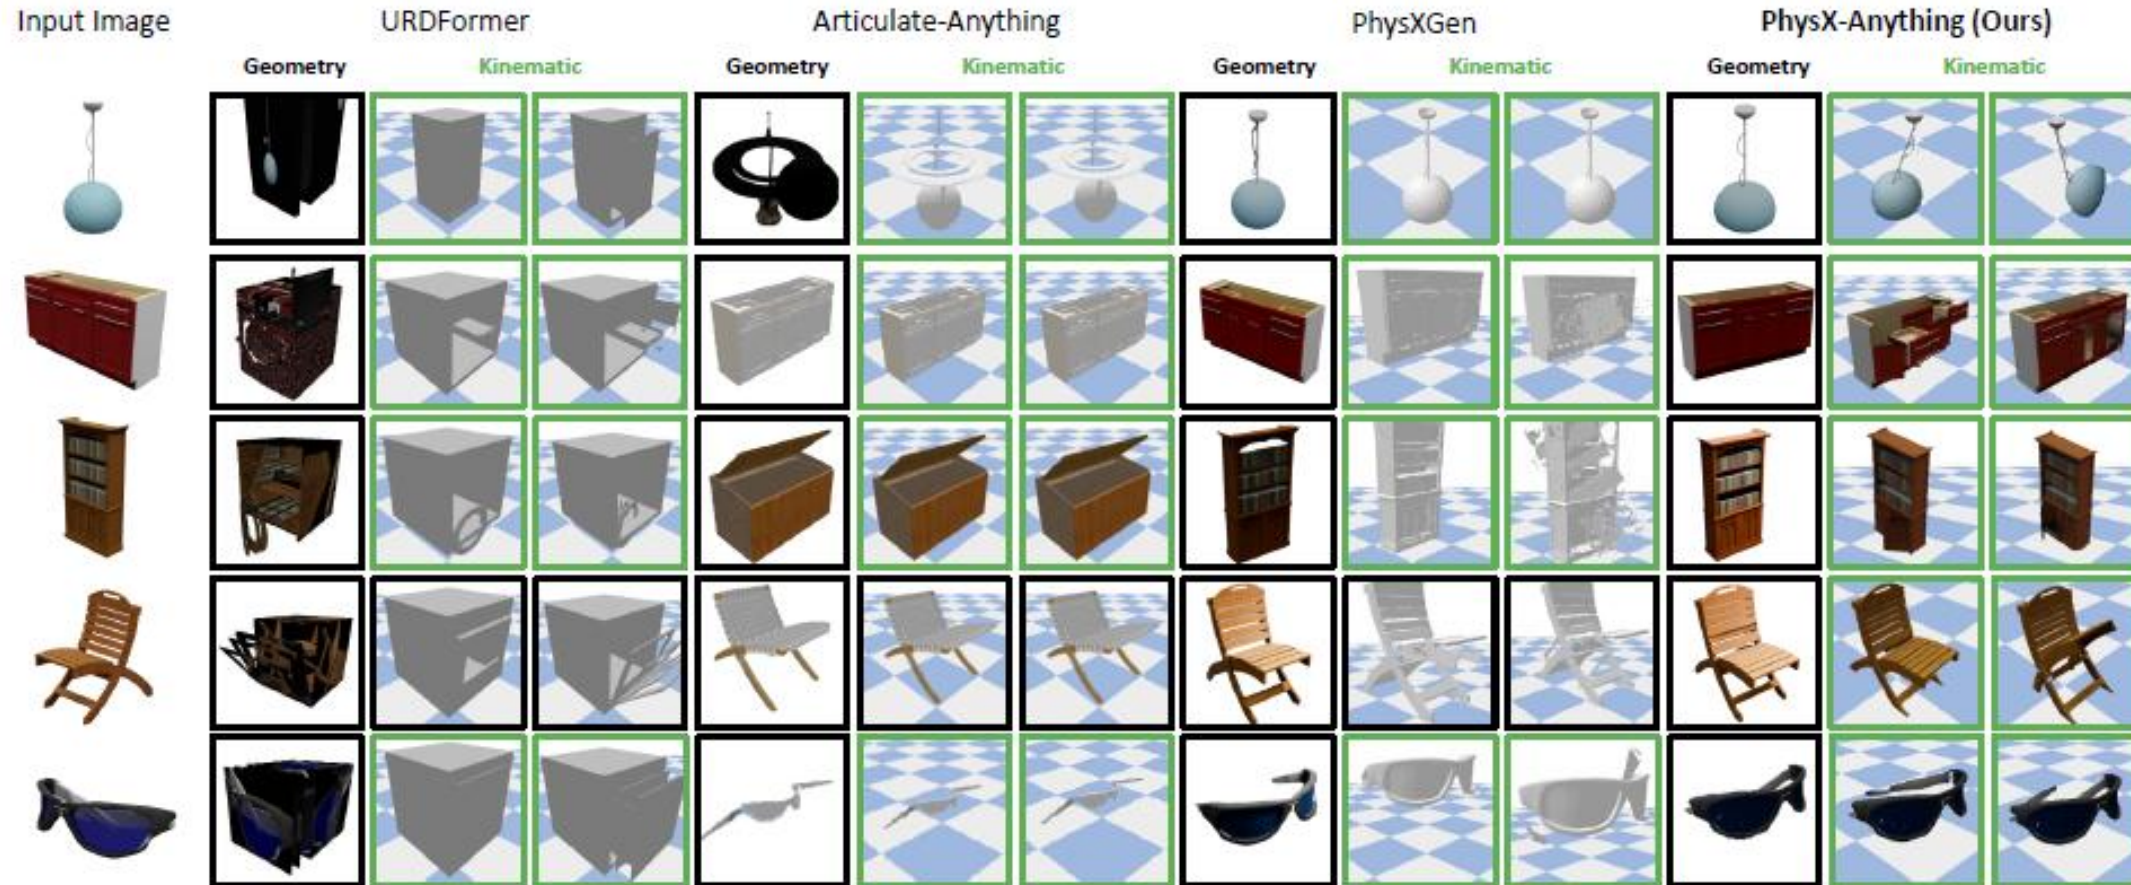 Input Image URDFormer Articulate-Anything PhysXGen PhysX-Anything (Ours)
Geometry Kinematic Geometry Kinematic Geometry Kinematic Geometry Kinematic